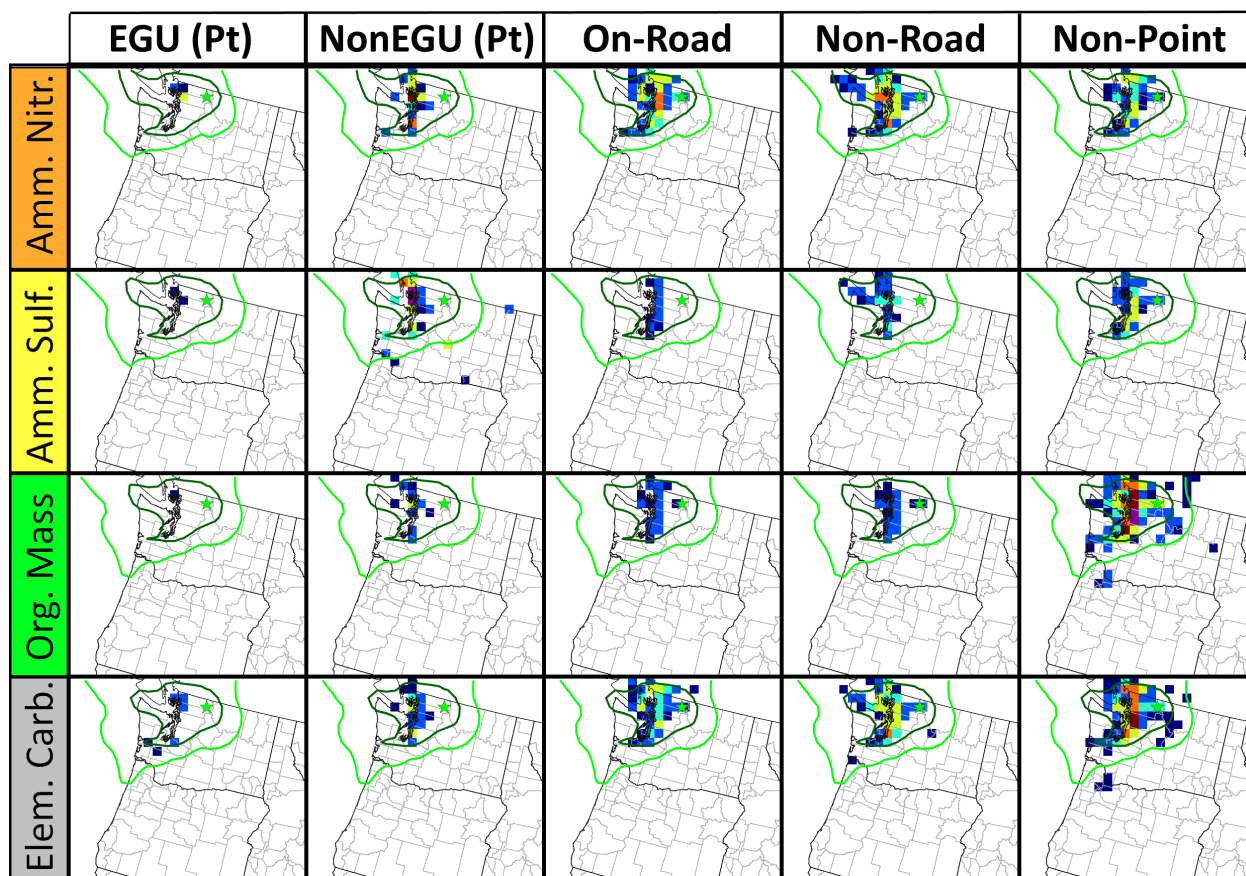 EGU (Pt) NonEGU (Pt) On-Road Non-Road Non-Point
Amm. Nitr.
Amm. Sulf.
Org. Mass
Elem. Carb.